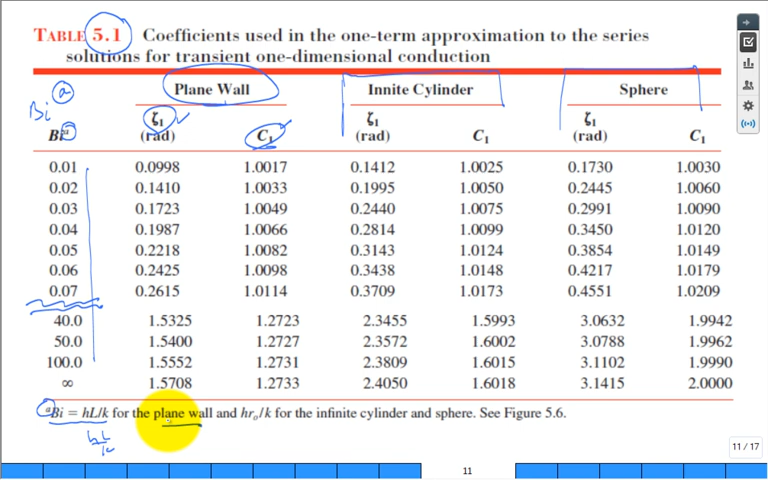 TABLE 5.1 Coefficients used in the one-term approximation to the series
solutions for transient one-dimensional conduction
a
Bi
Plane Wall Innite Cylinder Sphere
ζ1 ζ1 ζ1
Bia (rad) C1 (rad) C1 (rad) C1
0.01 0.0998 1.0017 0.1412 1.0025 0.1730 1.0030
0.02 0.1410 1.0033 0.1995 1.0050 0.2445 1.0060
0.03 0.1723 1.0049 0.2440 1.0075 0.2991 1.0090
0.04 0.1987 1.0066 0.2814 1.0099 0.3450 1.0120
0.05 0.2218 1.0082 0.3143 1.0124 0.3854 1.0149
0.06 0.2425 1.0098 0.3438 1.0148 0.4217 1.0179
0.07 0.2615 1.0114 0.3709 1.0173 0.4551 1.0209
40.0 1.5325 1.2723 2.3455 1.5993 3.0632 1.9942
50.0 1.5400 1.2727 2.3572 1.6002 3.0788 1.9962
100.0 1.5552 1.2731 2.3809 1.6015 3.1102 1.9990
∞ 1.5708 1.2733 2.4050 1.6018 3.1415 2.0000
aBi = hL/k for the plane wall and hro/k for the infinite cylinder and sphere. See Figure 5.6.
11 / 17
11